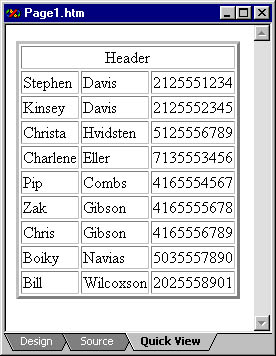 Page1.htm
Header
Stephen Davis 2125551234
Kinsey Davis 2125552345
Christa Hvidsten 5125556789
Charlene Eller 7135553456
Pip Combs 4165554567
Zak Gibson 4165555678
Chris Gibson 4165556789
Boiky Navias 5035557890
Bill Wilcoxson 2025558901
Design Source Quick View